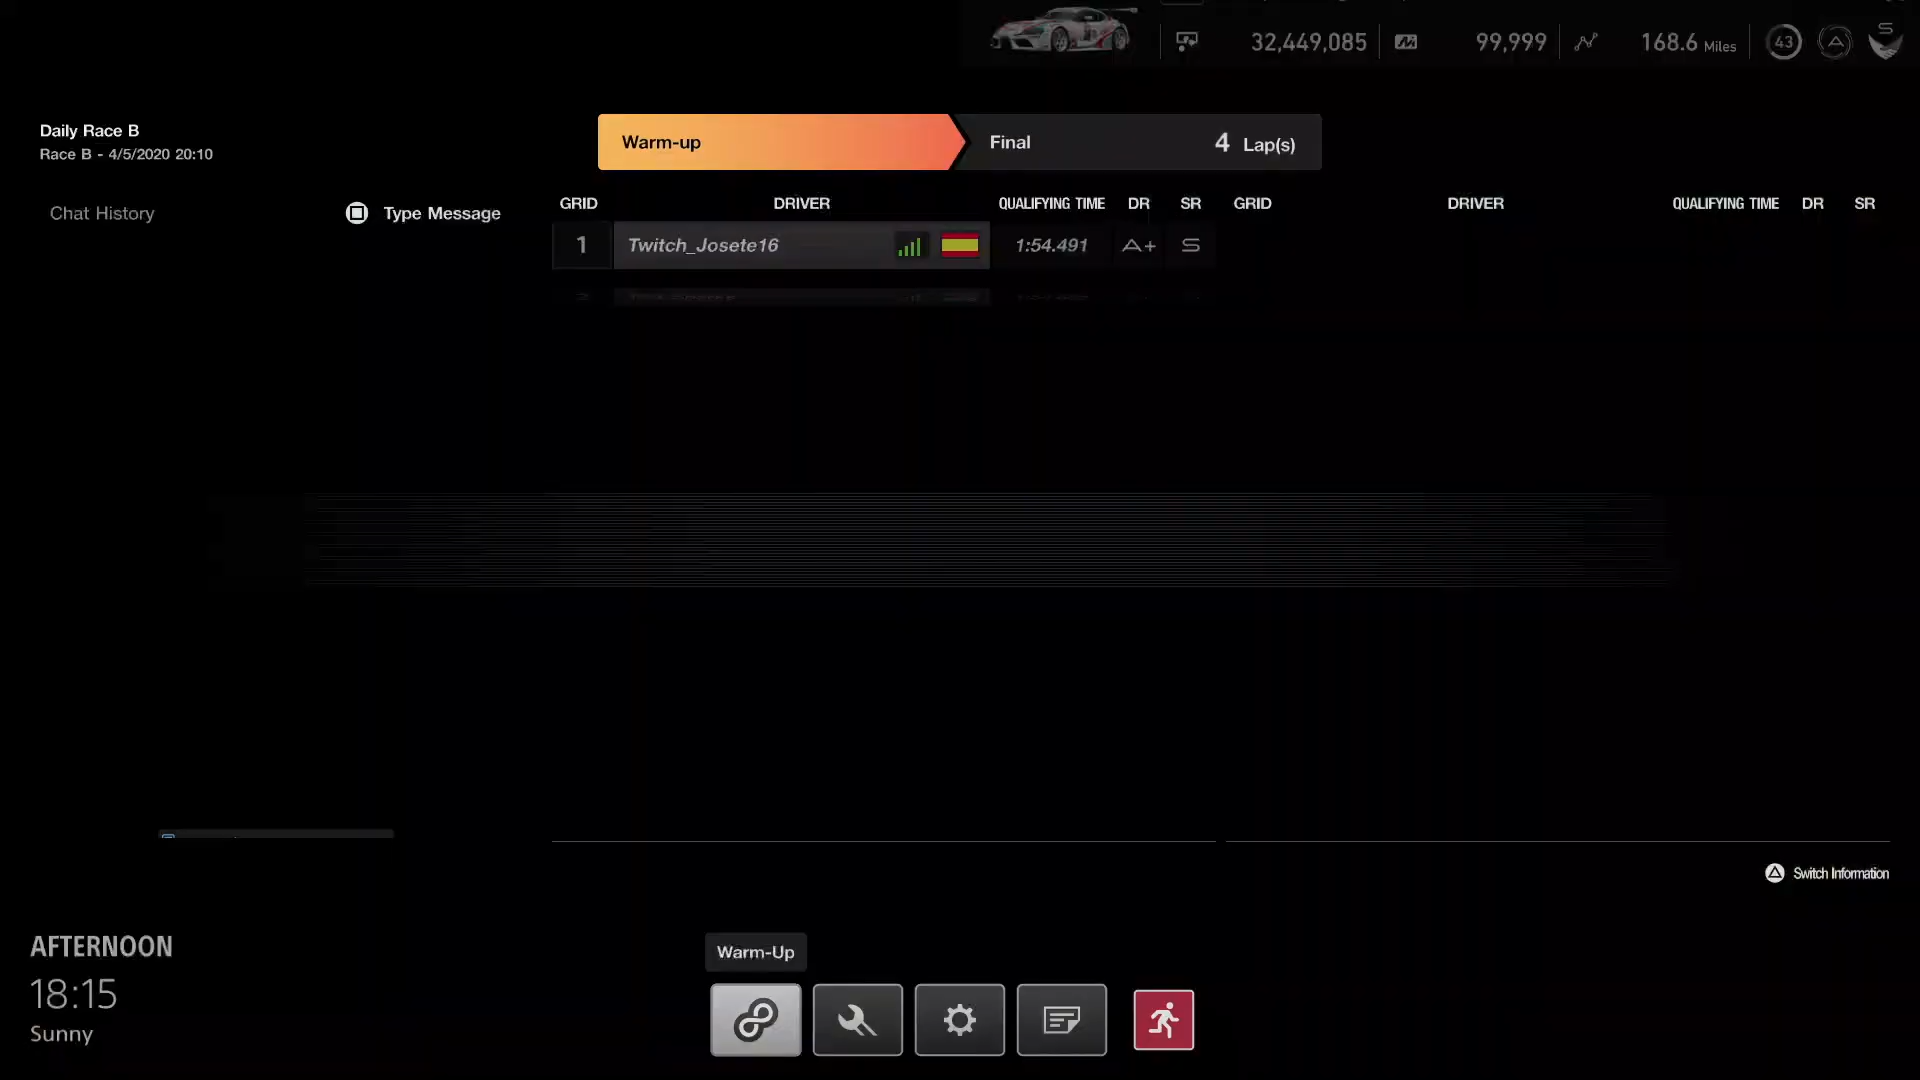 32,449,085
99,999
168.6 Miles
43
A
S
Daily Race B
Race B - 4/5/2020 20:10
Warm-up
Final
4 Lap(s)
Chat History
Type Message
GRID DRIVER QUALIFYING TIME DR SR GRID DRIVER QUALIFYING TIME DR SR
1 Twitch_Josete16 1:54.491 A+ S
Switch Information
AFTERNOON
18:15
Sunny
Warm-Up